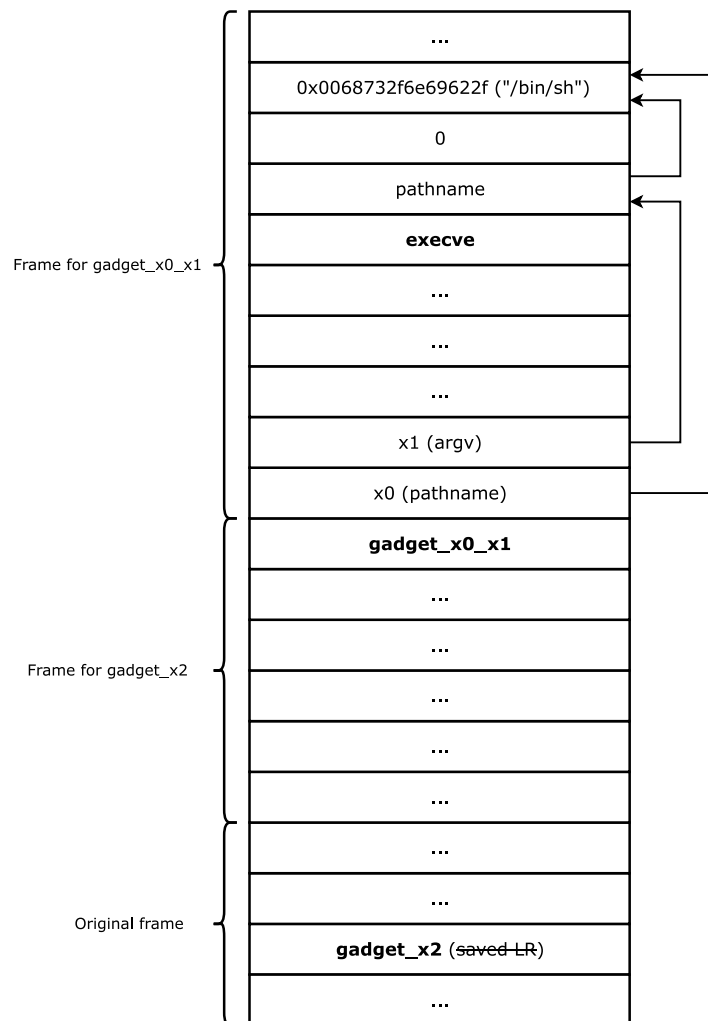 ...
0x0068732f6e69622f ("/bin/sh")
0
pathname
execve
Frame for gadget_x0_x1
...
...
...
x1 (argv)
x0 (pathname)
gadget_x0_x1
...
...
Frame for gadget_x2
...
...
...
...
...
Original frame
gadget_x2 (saved LR)
...